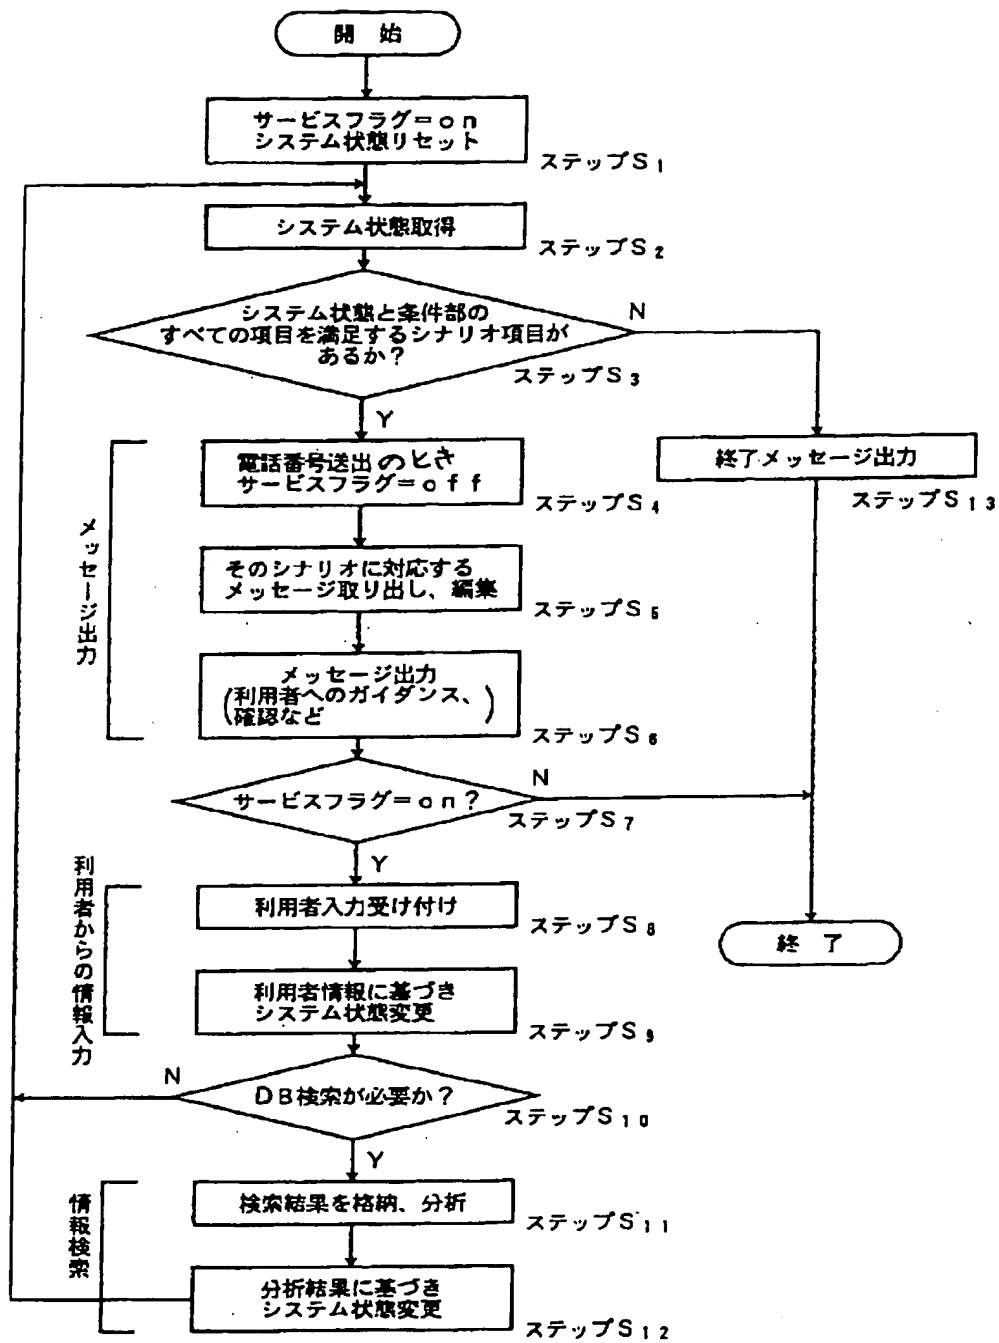 開 始
サービスフラグ=on
システム状態リセット
ステップS1
システム状態取得
ステップS2
システム状態と条件部の
すべての項目を満足するシナリオ項目が
あるか?
ステップS3
N
Y
電話番号送出のとき
サービスフラグ=off
ステップS4
終了メッセージ出力
ステップS13
メッセージ出力
そのシナリオに対応する
メッセージ取り出し、編集
ステップS5
メッセージ出力
(利用者へのガイダンス、
確認など)
ステップS6
サービスフラグ=on?
N
ステップS7
Y
利用者からの情報入力
利用者入力受け付け
ステップS8
終 了
利用者情報に基づき
システム状態変更
ステップS9
N
DB検索が必要か?
ステップS10
Y
情報検索
検索結果を格納、分析
ステップS11
分析結果に基づき
システム状態変更
ステップS12